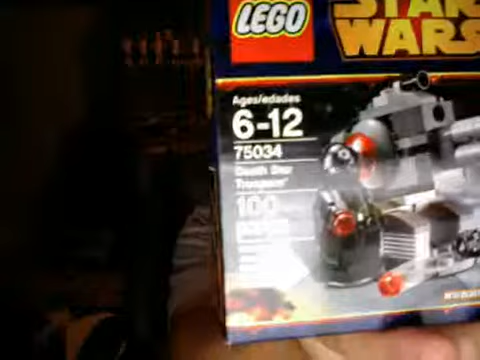 LEGO
STAR
WARS
Ages/edades
6-12
75034
Death Star
Troopers
100